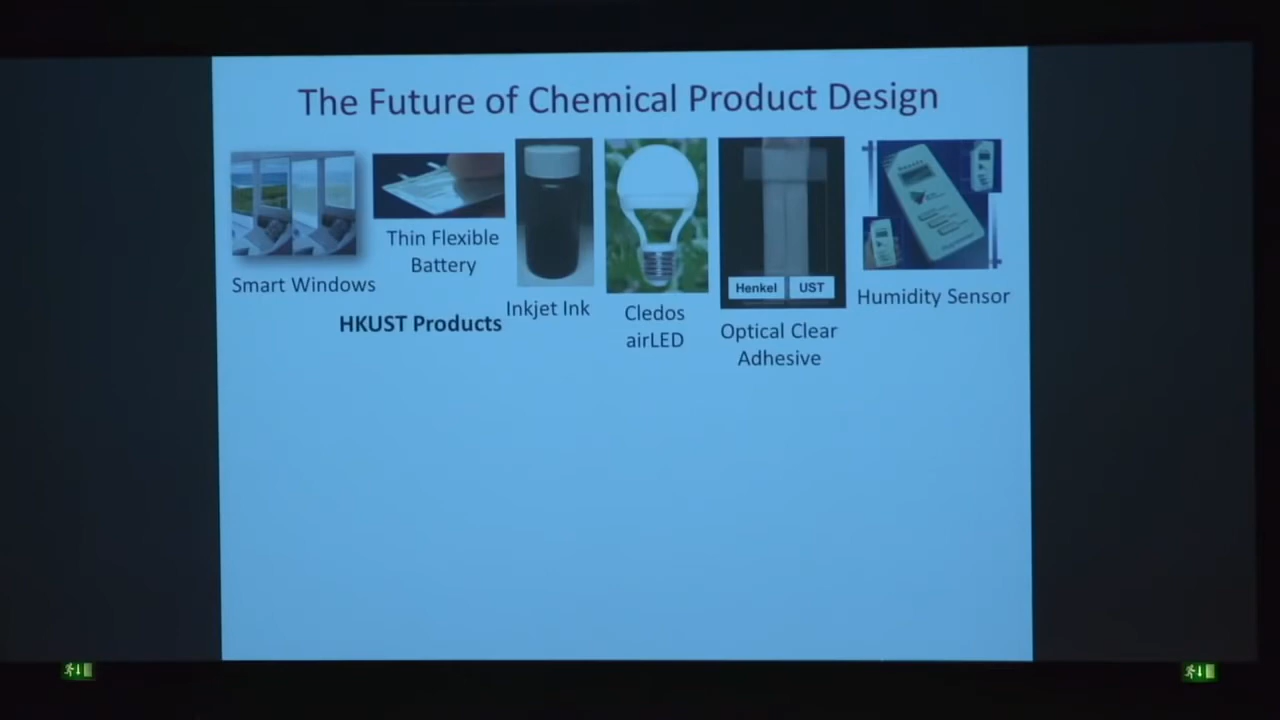 The Future of Chemical Product Design
Smart Windows
Thin Flexible
Battery
HKUST Products
Inkjet Ink
Cledos
airLED
Henkel
UST
Optical Clear
Adhesive
Humidity Sensor